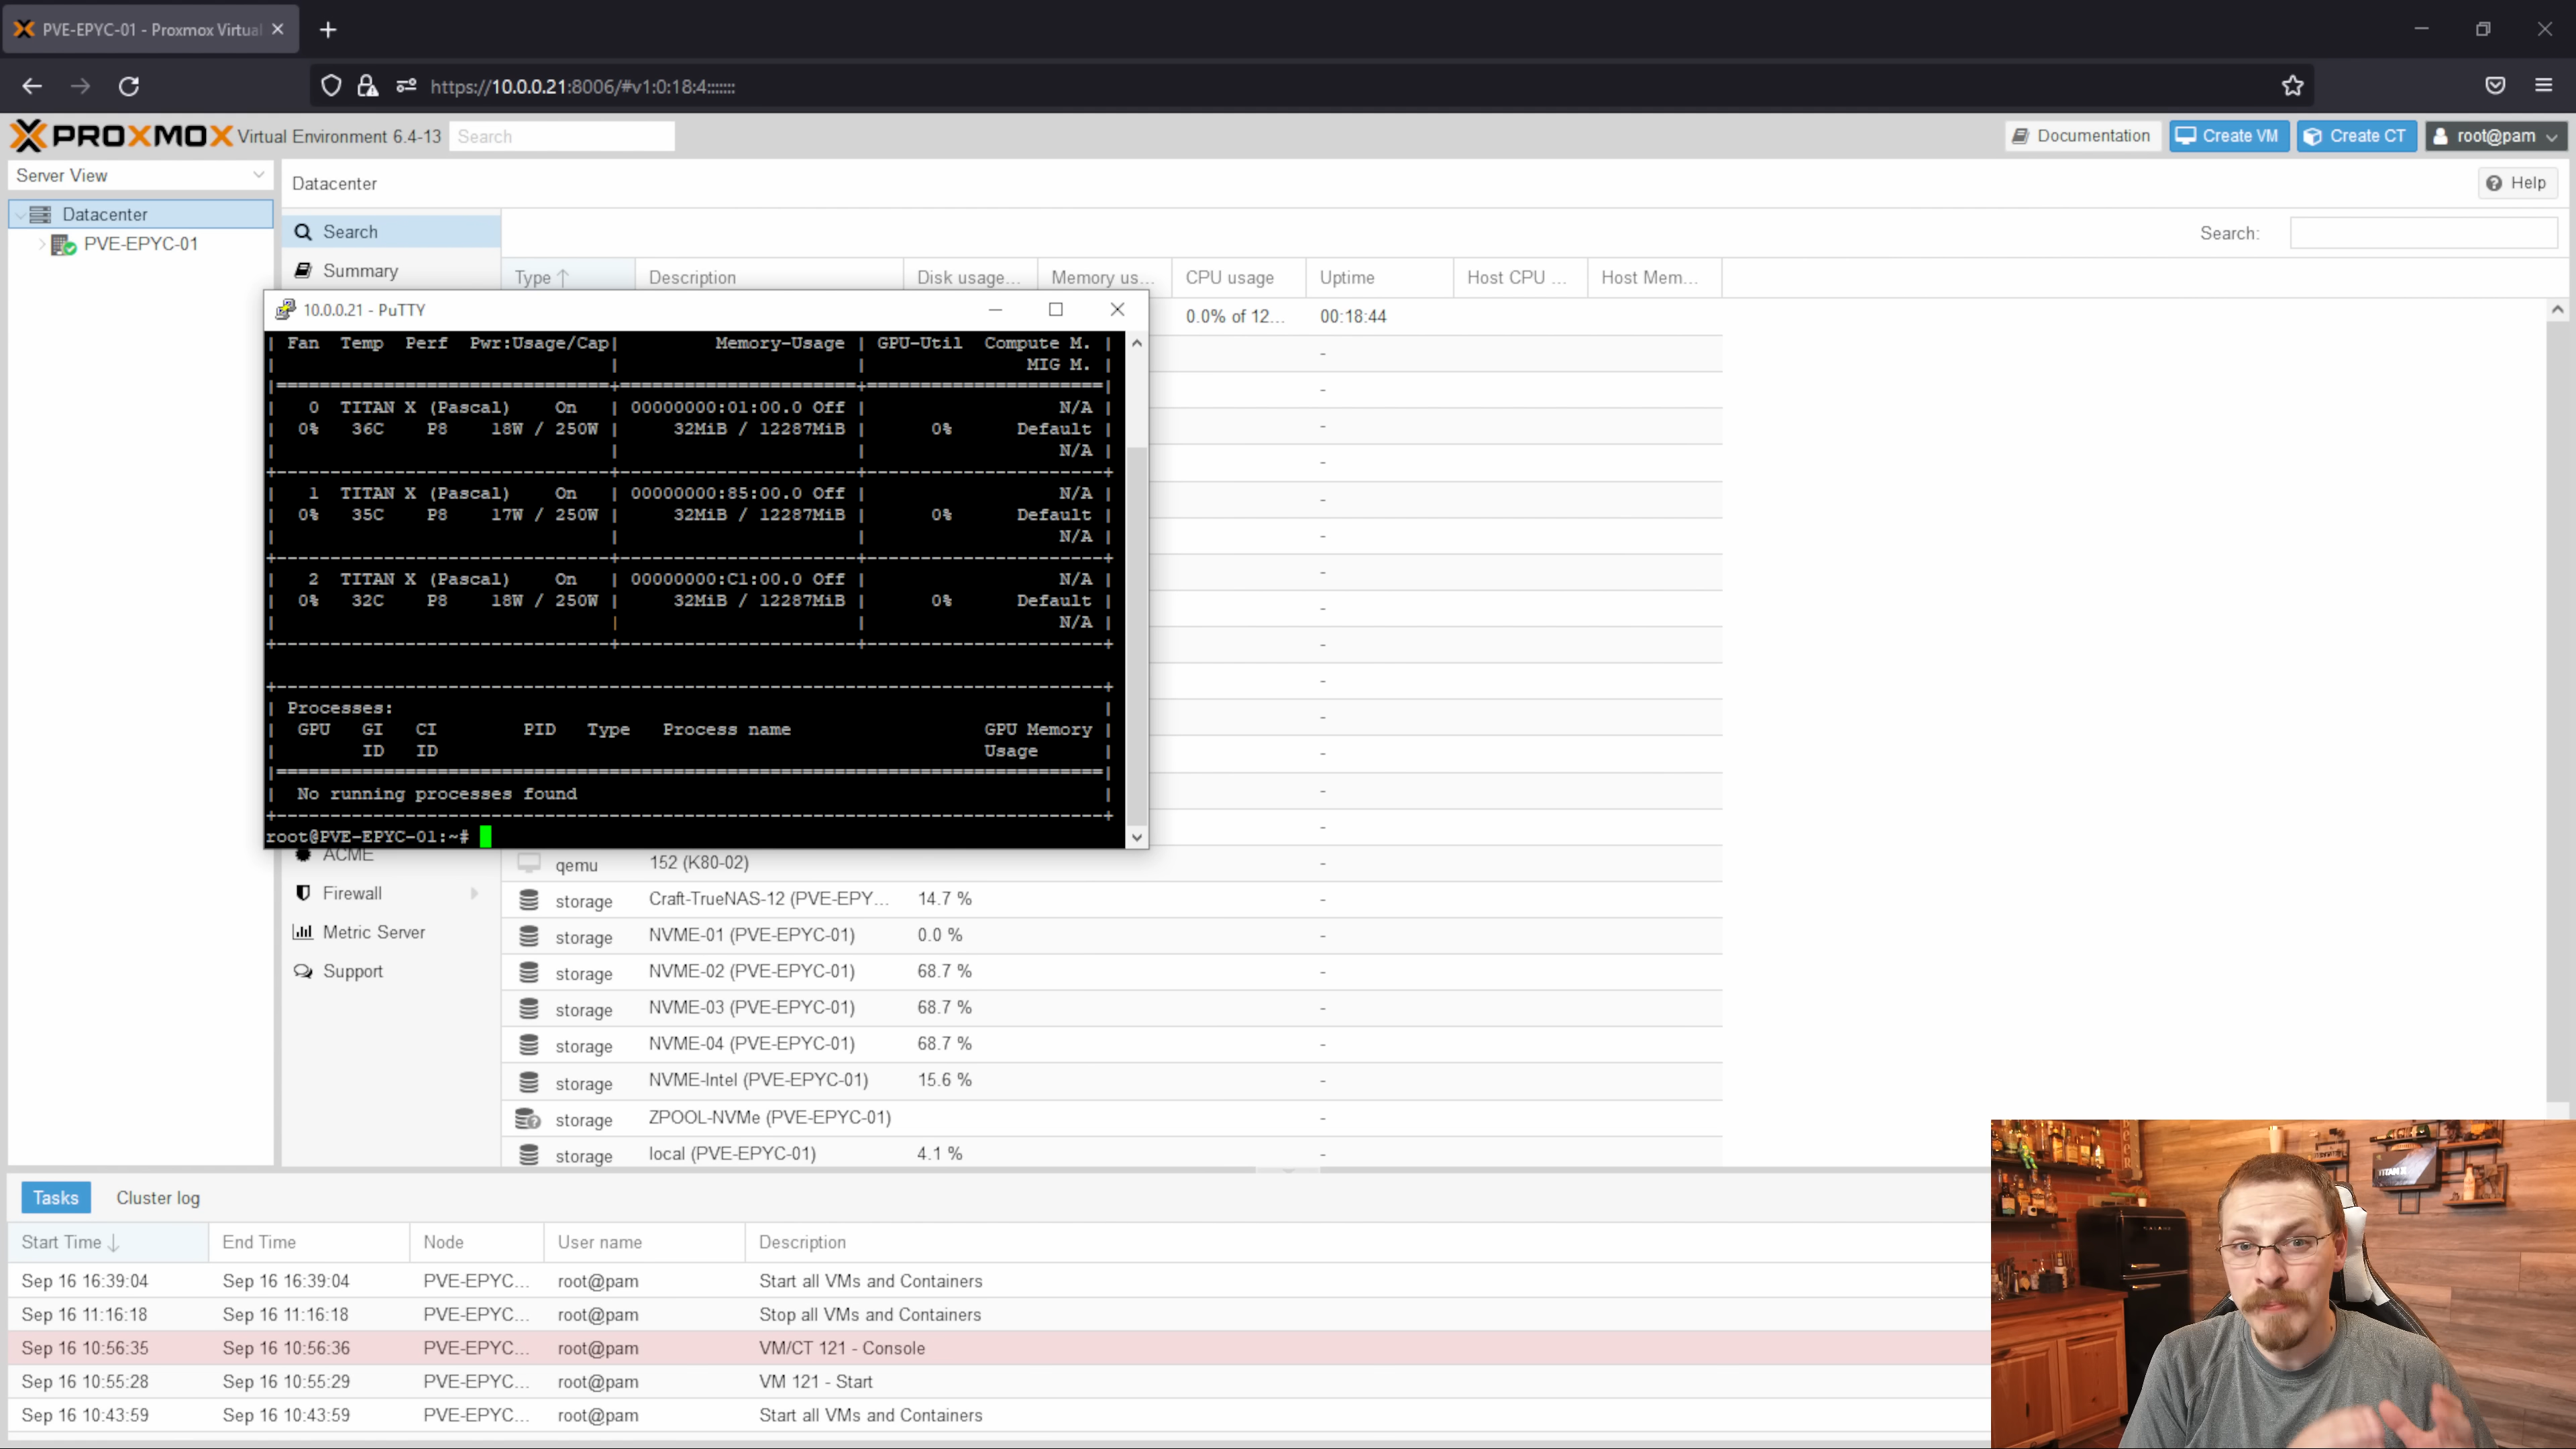 PVE-EPYC-01 - Proxmox Virtual
https://10.0.0.21:8006/#v1:0:18:4:::::::
PROXMOX Virtual Environment 6.4-13 Search
Documentation Create VM Create CT root@pam
Server View
Datacenter
PVE-EPYC-01
Datacenter
Help
Search
Summary
Search:
Type Description Disk usage... Memory us... CPU usage Uptime Host CPU ... Host Mem...
0.0% of 12... 00:18:44
10.0.0.21 - PuTTY
| Fan Temp Perf Pwr:Usage/Cap| Memory-Usage | GPU-Util Compute M. |
| | | MIG M. |
|===============================+======================+======================|
| 0 TITAN X (Pascal) On | 00000000:01:00.0 Off | N/A |
| 0% 36C P8 18W / 250W | 32MiB / 12287MiB | 0% Default |
| | | N/A |
+-------------------------------+----------------------+----------------------+
| 1 TITAN X (Pascal) On | 00000000:85:00.0 Off | N/A |
| 0% 35C P8 17W / 250W | 32MiB / 12287MiB | 0% Default |
| | | N/A |
+-------------------------------+----------------------+----------------------+
| 2 TITAN X (Pascal) On | 00000000:C1:00.0 Off | N/A |
| 0% 32C P8 18W / 250W | 32MiB / 12287MiB | 0% Default |
| | | N/A |
+-------------------------------+----------------------+----------------------+
+-----------------------------------------------------------------------------+
| Processes: |
| GPU GI CI PID Type Process name GPU Memory |
| ID ID Usage |
|=============================================================================|
| No running processes found |
+-----------------------------------------------------------------------------+
root@PVE-EPYC-01:~#
ACME
Firewall
Metric Server
Support
qemu 152 (K80-02) -
storage Craft-TrueNAS-12 (PVE-EPY... 14.7 % -
storage NVME-01 (PVE-EPYC-01) 0.0 % -
storage NVME-02 (PVE-EPYC-01) 68.7 % -
storage NVME-03 (PVE-EPYC-01) 68.7 % -
storage NVME-04 (PVE-EPYC-01) 68.7 % -
storage NVME-Intel (PVE-EPYC-01) 15.6 % -
storage ZPOOL-NVMe (PVE-EPYC-01) -
storage local (PVE-EPYC-01) 4.1 % -
Tasks Cluster log
Start Time End Time Node User name Description
Sep 16 16:39:04 Sep 16 16:39:04 PVE-EPYC... root@pam Start all VMs and Containers
Sep 16 11:16:18 Sep 16 11:16:18 PVE-EPYC... root@pam Stop all VMs and Containers
Sep 16 10:56:35 Sep 16 10:56:36 PVE-EPYC... root@pam VM/CT 121 - Console
Sep 16 10:55:28 Sep 16 10:55:29 PVE-EPYC... root@pam VM 121 - Start
Sep 16 10:43:59 Sep 16 10:43:59 PVE-EPYC... root@pam Start all VMs and Containers
TITAN X